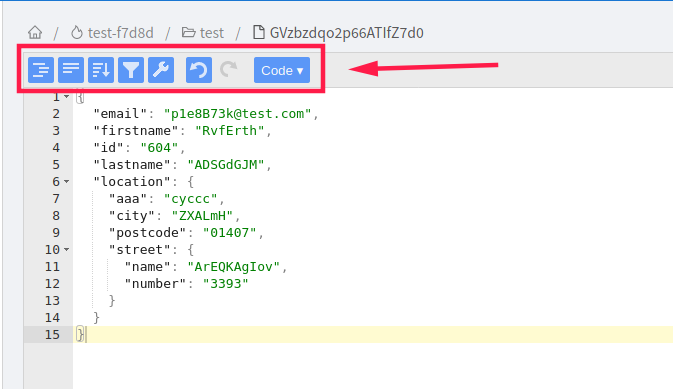 / test-f7d8d / test / GVzbzdqo2p66ATIfZ7d0
Code ▾
1 {
2 "email": "p1e8B73k@test.com",
3 "firstname": "RvfErth",
4 "id": "604",
5 "lastname": "ADSGdGJM",
6 "location": {
7 "aaa": "cyccc",
8 "city": "ZXALmH",
9 "postcode": "01407",
10 "street": {
11 "name": "ArEQKAgIov",
12 "number": "3393"
13 }
14 }
15 }